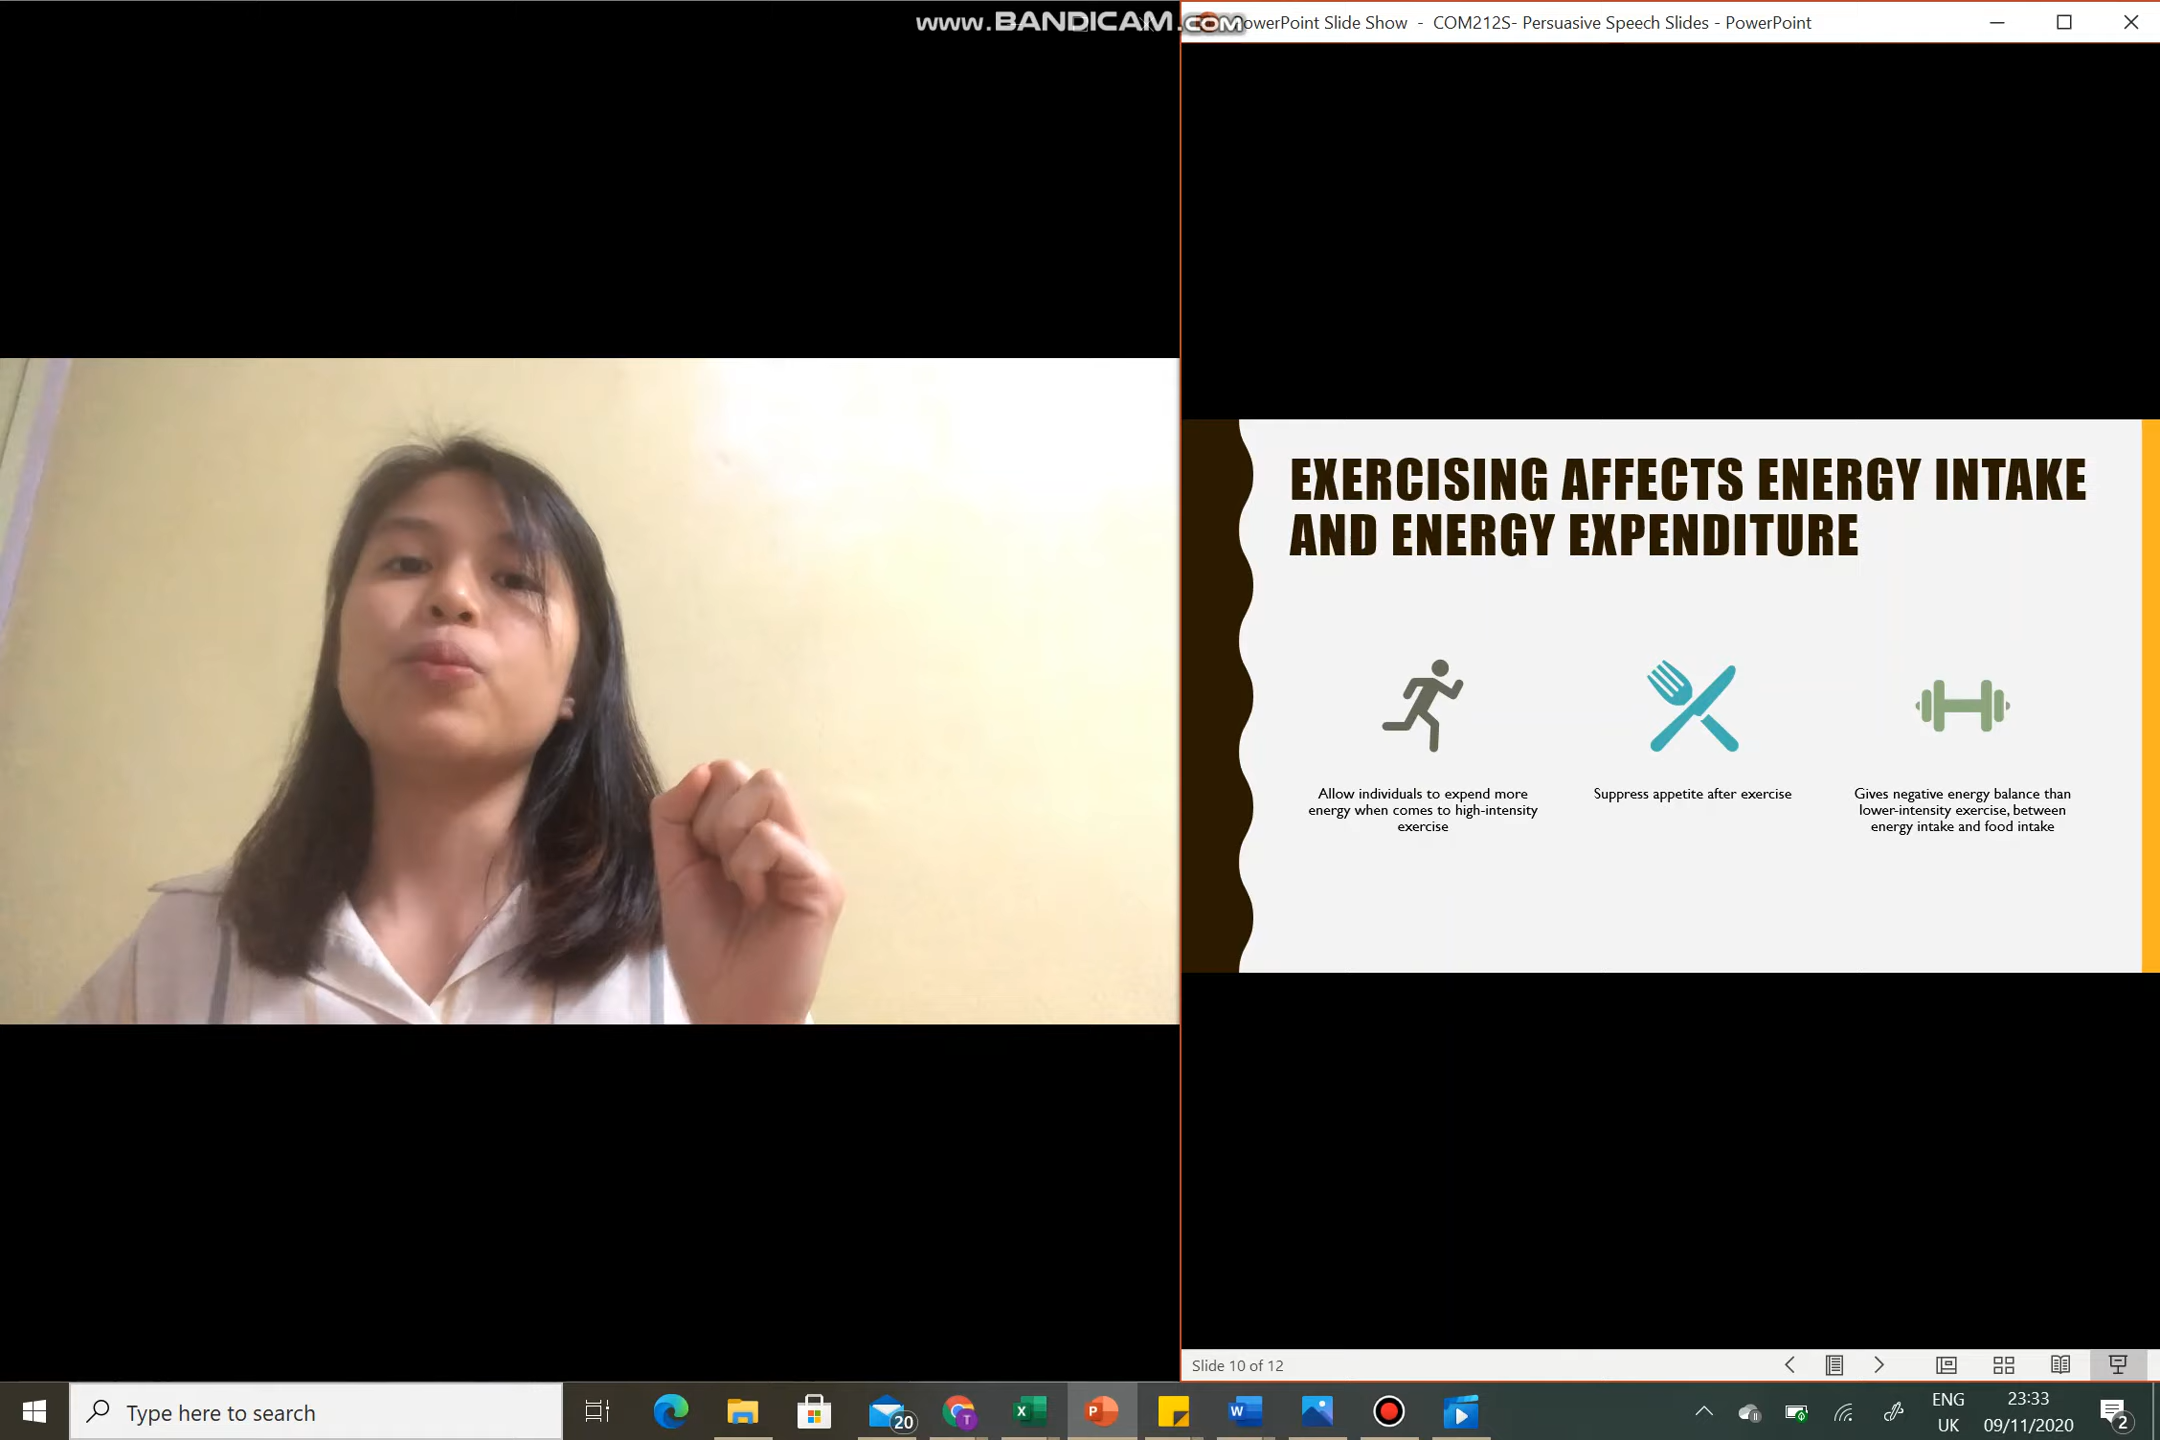 www.BANDICAM.com
PowerPoint Slide Show - COM212S- Persuasive Speech Slides - PowerPoint
EXERCISING AFFECTS ENERGY INTAKE
AND ENERGY EXPENDITURE
Allow individuals to expend more
energy when comes to high-intensity
exercise
Suppress appetite after exercise
Gives negative energy balance than
lower-intensity exercise, between
energy intake and food intake
Slide 10 of 12
Type here to search
20
T
X
P
W
ENG
UK
23:33
09/11/2020
2